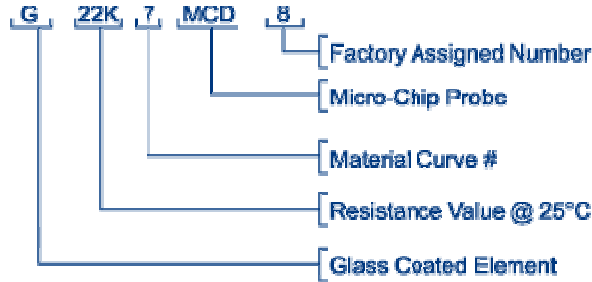 G 22K 7 MCD 8
Factory Assigned Number
Micro-Chip Probe
Material Curve #
Resistance Value @ 25°C
Glass Coated Element